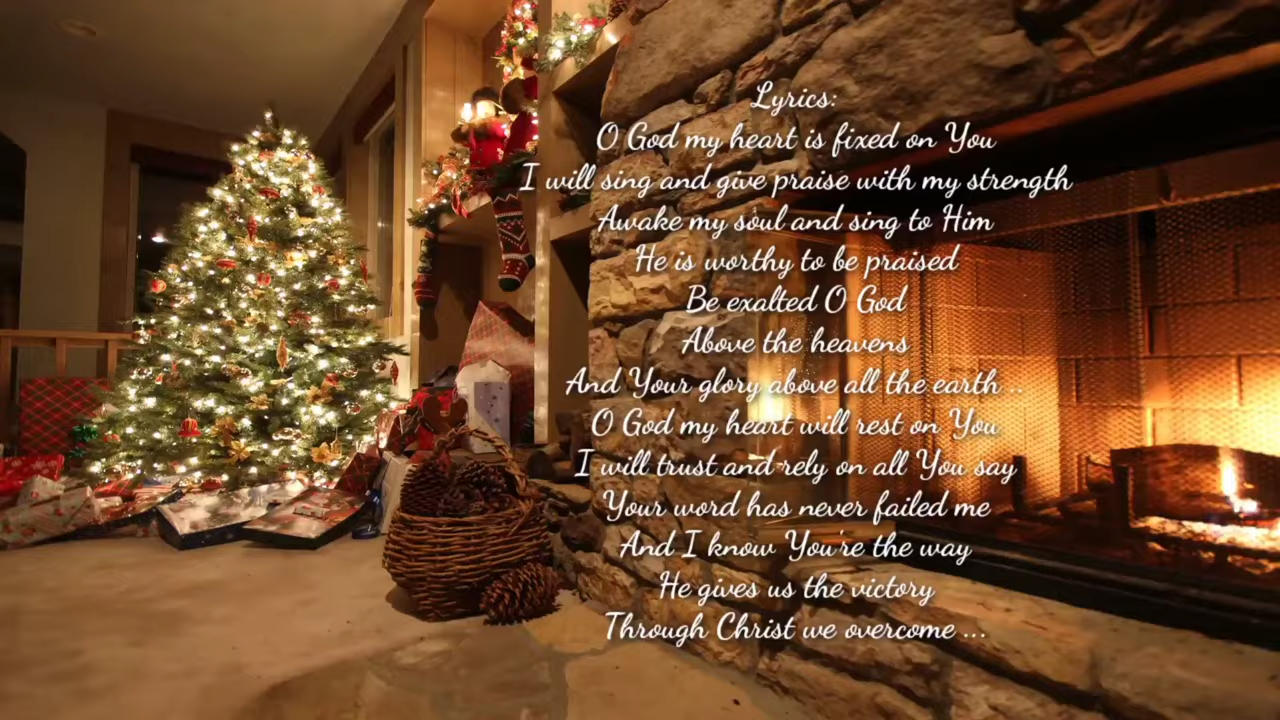 Lyrics:
O God my heart is fixed on You
I will sing and give praise with my strength
Awake my soul and sing to Him
He is worthy to be praised
Be exalted O God
Above the heavens
And Your glory above all the earth ..
O God my heart will rest on You
I will trust and rely on all You say
Your word has never failed me
And I know You're the way
He gives us the victory
Through Christ we overcome ...